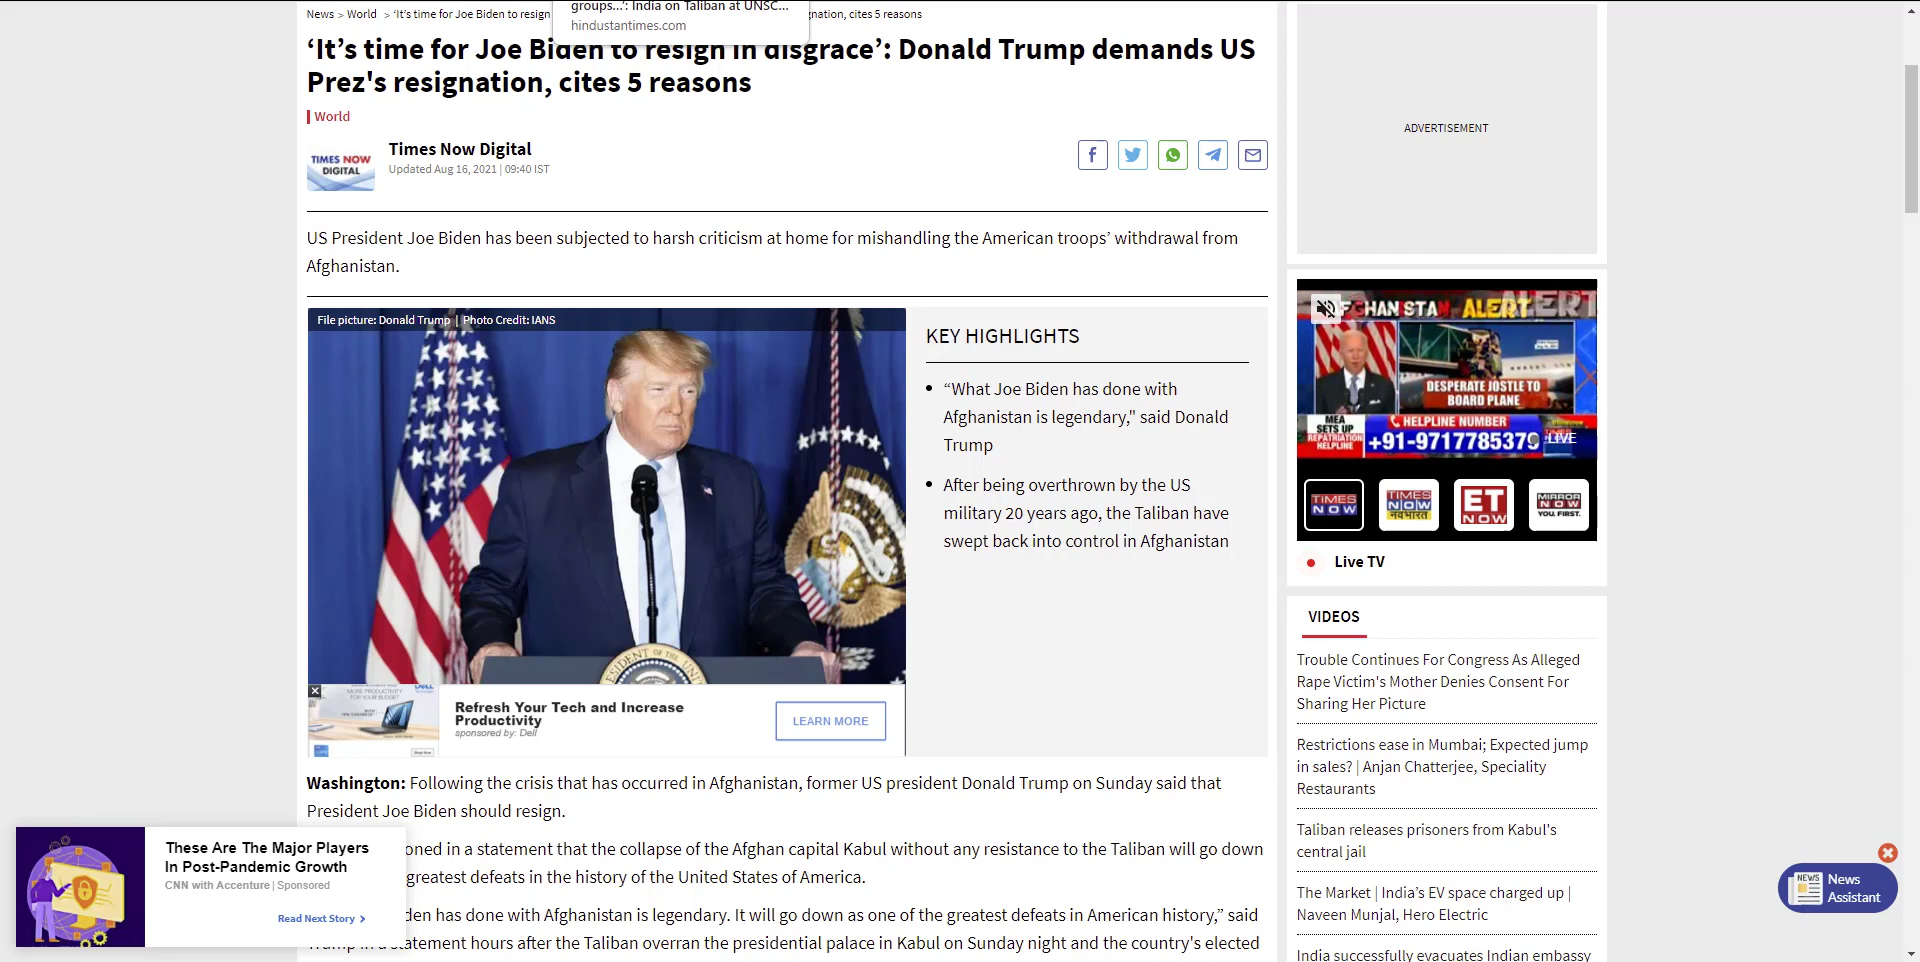 groups...': India on Taliban at UNSC...
hindustantimes.com
News > World > 'It's time for Joe Biden to resign
nation, cites 5 reasons
‘It’s time for Joe Biden to resign in disgrace’: Donald Trump demands US
Prez's resignation, cites 5 reasons
World
TIMES NOW
DIGITAL
Times Now Digital
Updated Aug 16, 2021 | 09:40 IST
US President Joe Biden has been subjected to harsh criticism at home for mishandling the American troops’ withdrawal from
Afghanistan.
File picture: Donald Trump | Photo Credit: IANS
KEY HIGHLIGHTS
“What Joe Biden has done with
Afghanistan is legendary," said Donald
Trump
After being overthrown by the US
military 20 years ago, the Taliban have
swept back into control in Afghanistan
MORE PRODUCTIVITY
FOR YOUR BUDGET
Refresh Your Tech and Increase
Productivity
sponsored by: Dell
LEARN MORE
Washington: Following the crisis that has occurred in Afghanistan, former US president Donald Trump on Sunday said that
President Joe Biden should resign.
oned in a statement that the collapse of the Afghan capital Kabul without any resistance to the Taliban will go down
greatest defeats in the history of the United States of America.
den has done with Afghanistan is legendary. It will go down as one of the greatest defeats in American history,” said
Trump in a statement hours after the Taliban overran the presidential palace in Kabul on Sunday night and the country's elected
These Are The Major Players
In Post-Pandemic Growth
CNN with Accenture | Sponsored
Read Next Story >
ADVERTISEMENT
GHANISTAN ALERT
DESPERATE JOSTLE TO
BOARD PLANE
MEA
SETS UP
REPATRIATION
HELPLINE
HELPLINE NUMBER
+91-9717785379
LIVE
TIMES
NOW
TIMES
NOW
नवभारत
ET
NOW
MIRROR
NOW
YOU. FIRST.
Live TV
VIDEOS
Trouble Continues For Congress As Alleged
Rape Victim's Mother Denies Consent For
Sharing Her Picture
Restrictions ease in Mumbai; Expected jump
in sales? | Anjan Chatterjee, Speciality
Restaurants
Taliban releases prisoners from Kabul's
central jail
The Market | India’s EV space charged up |
Naveen Munjal, Hero Electric
India successfully evacuates Indian embassy
NEWS
News
Assistant